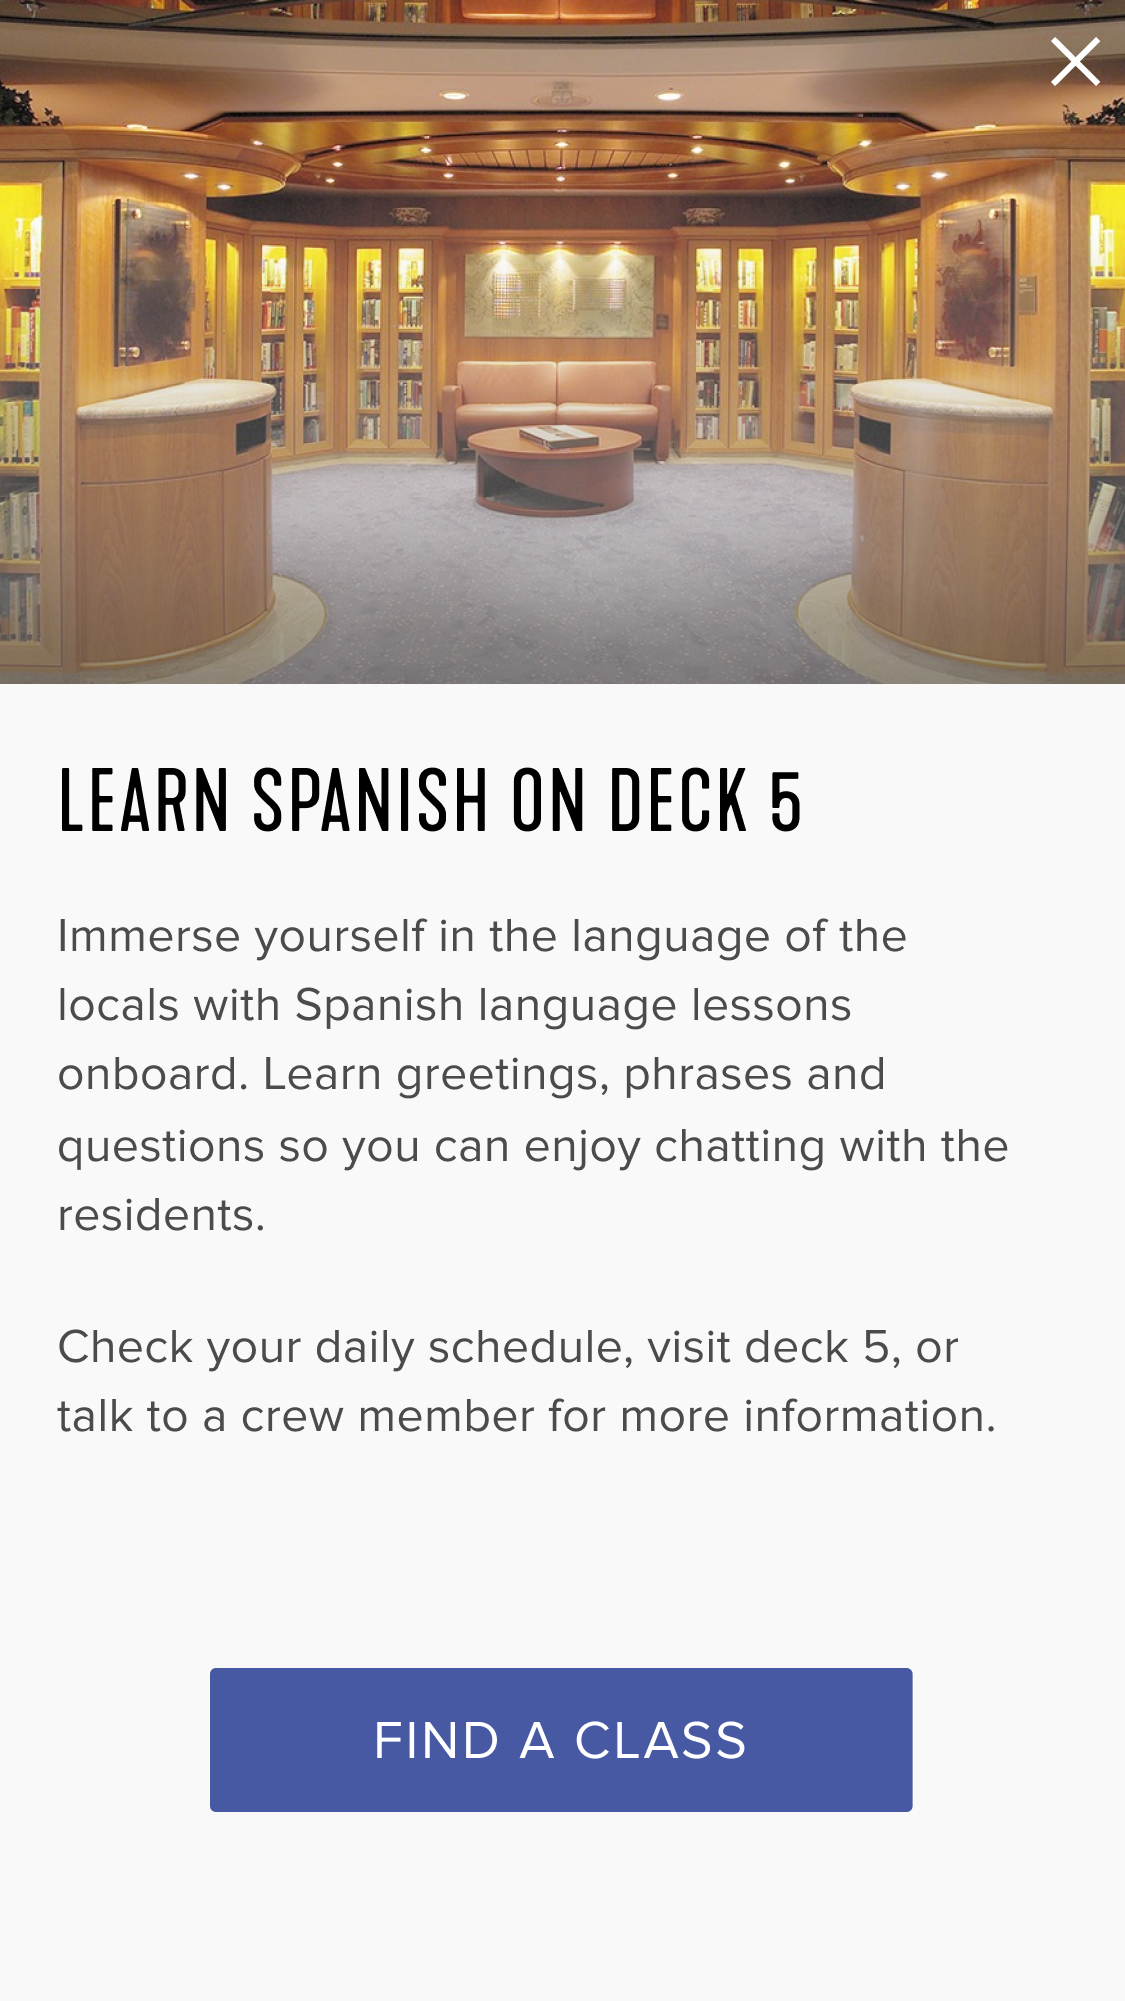 LEARN SPANISH ON DECK 5
Immerse yourself in the language of the
locals with Spanish language lessons
onboard. Learn greetings, phrases and
questions so you can enjoy chatting with the
residents.
Check your daily schedule, visit deck 5, or
talk to a crew member for more information.
FIND A CLASS